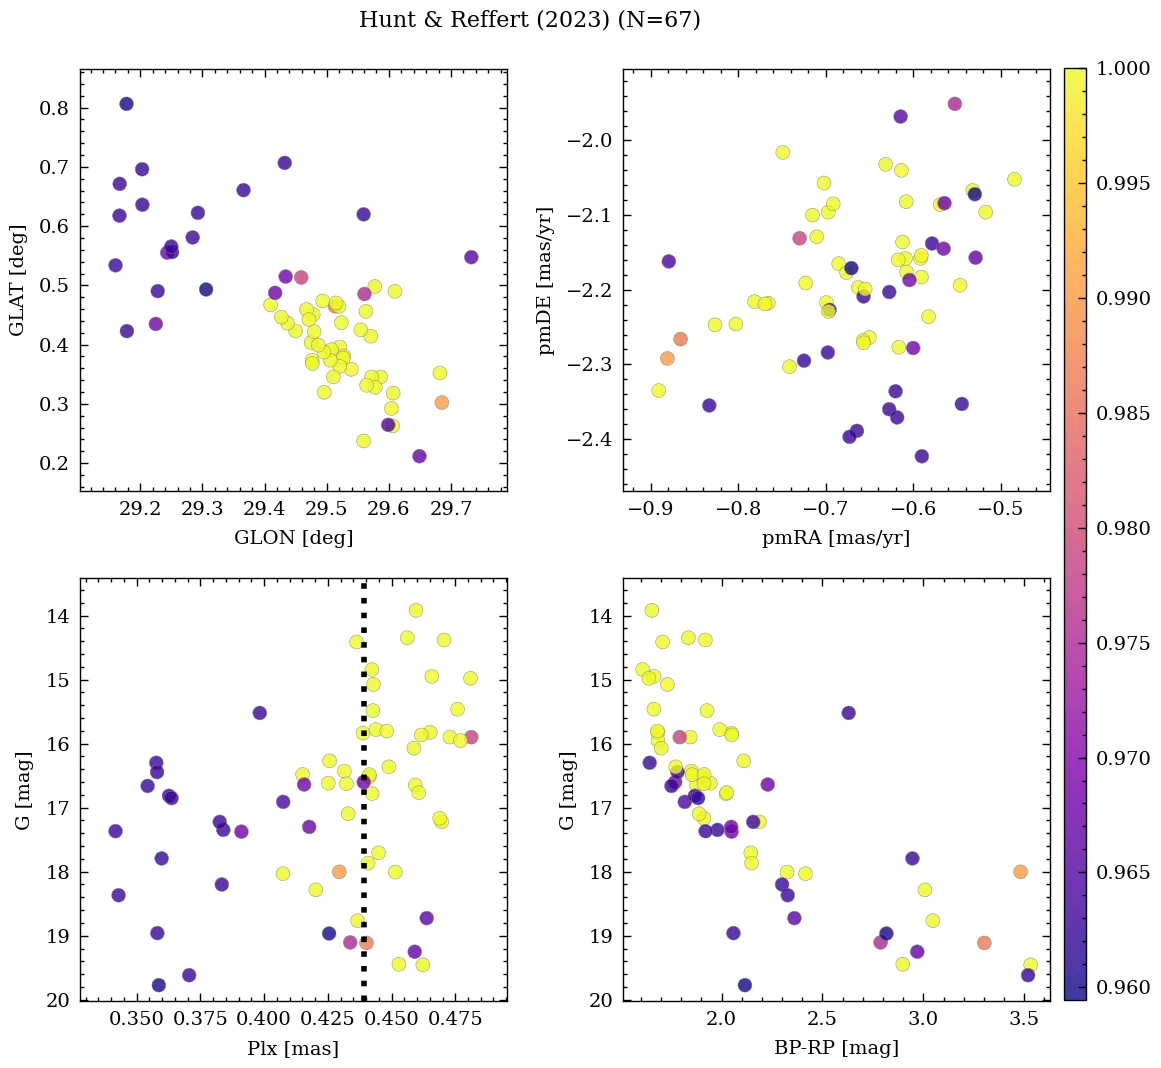 Hunt & Reffert (2023) (N=67)
0.8
0.7
0.6
0.5
0.4
0.3
0.2
GLAT [deg]
29.2 29.3 29.4 29.5 29.6 29.7
GLON [deg]
−2.0
−2.1
−2.2
−2.3
−2.4
pmDE [mas/yr]
−0.9 −0.8 −0.7 −0.6 −0.5
pmRA [mas/yr]
14
15
16
17
18
19
20
G [mag]
0.350 0.375 0.400 0.425 0.450 0.475
Plx [mas]
14
15
16
17
18
19
20
G [mag]
2.0 2.5 3.0 3.5
BP-RP [mag]
1.000
0.995
0.990
0.985
0.980
0.975
0.970
0.965
0.960